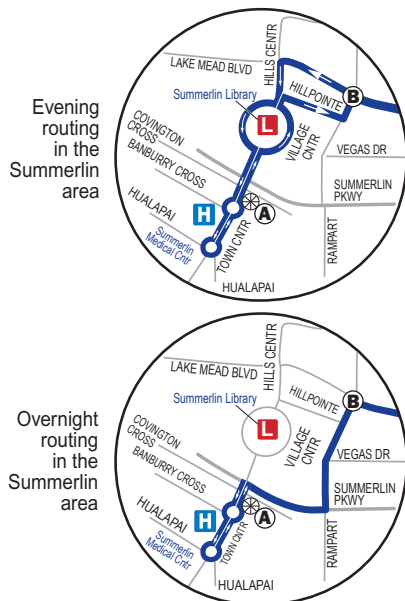 Evening
routing
in the
Summerlin
area
HILLS CENTR
LAKE MEAD BLVD
Summerlin Library
HILLPOINTE
B
L
COVINGTON
CROSS
VILLAGE
CNTR
VEGAS DR
BANBURRY CROSS
SUMMERLIN
PKWY
HUALAPAI
H
A
TOWN CNTR
Summerlin
Medical Cntr
RAMPART
HUALAPAI
Overnight
routing
in the
Summerlin
area
HILLS CENTR
LAKE MEAD BLVD
HILLPOINTE
Summerlin Library
B
L
COVINGTON
CROSS
VILLAGE
CNTR
VEGAS DR
BANBURRY CROSS
SUMMERLIN
PKWY
HUALAPAI
H
A
TOWN CNTR
Summerlin
Medical Cntr
RAMPART
HUALAPAI